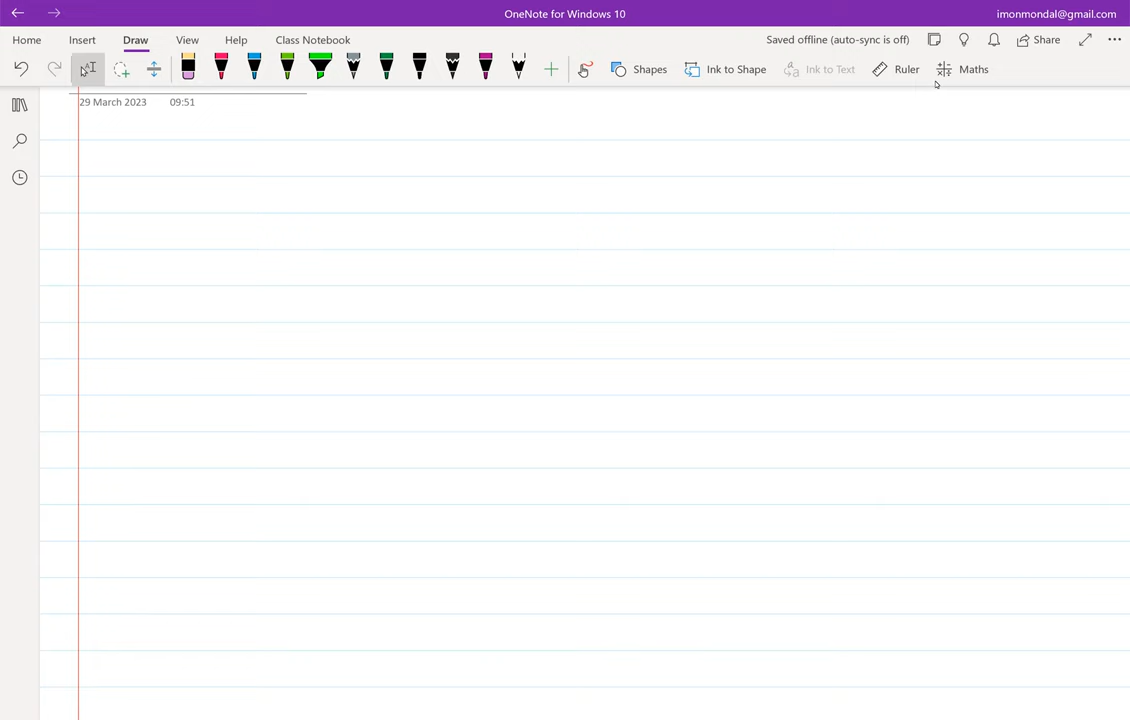 OneNote for Windows 10
imonmondal@gmail.com
Home Insert Draw View Help Class Notebook
Saved offline (auto-sync is off) Share
Shapes Ink to Shape Ink to Text Ruler Maths
29 March 2023 09:51